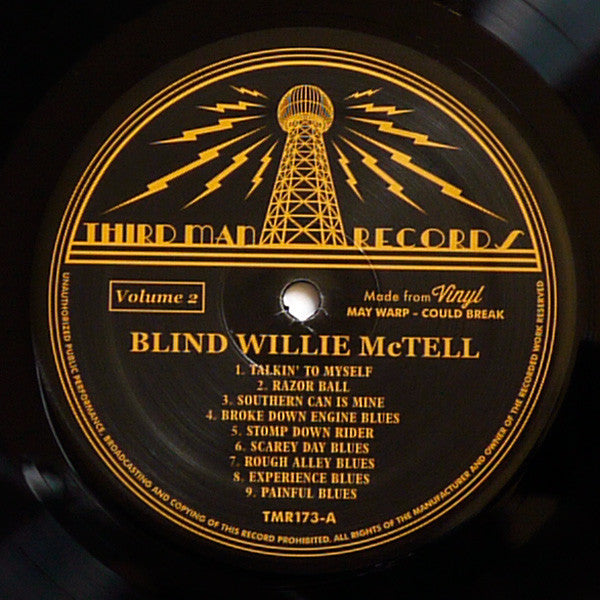 THIRD MAN RECORDS
Volume 2
Made from Vinyl
MAY WARP - COULD BREAK
BLIND WILLIE McTELL
1. TALKIN' TO MYSELF
2. RAZOR BALL
3. SOUTHERN CAN IS MINE
4. BROKE DOWN ENGINE BLUES
5. STOMP DOWN RIDER
6. SCAREY DAY BLUES
7. ROUGH ALLEY BLUES
8. EXPERIENCE BLUES
9. PAINFUL BLUES
TMR173-A
UNAUTHORIZED PUBLIC PERFORMANCE, BROADCASTING AND COPYING OF THIS RECORD PROHIBITED. ALL RIGHTS OF THE MANUFACTURER AND OWNER OF THE RECORDED WORK RESERVED